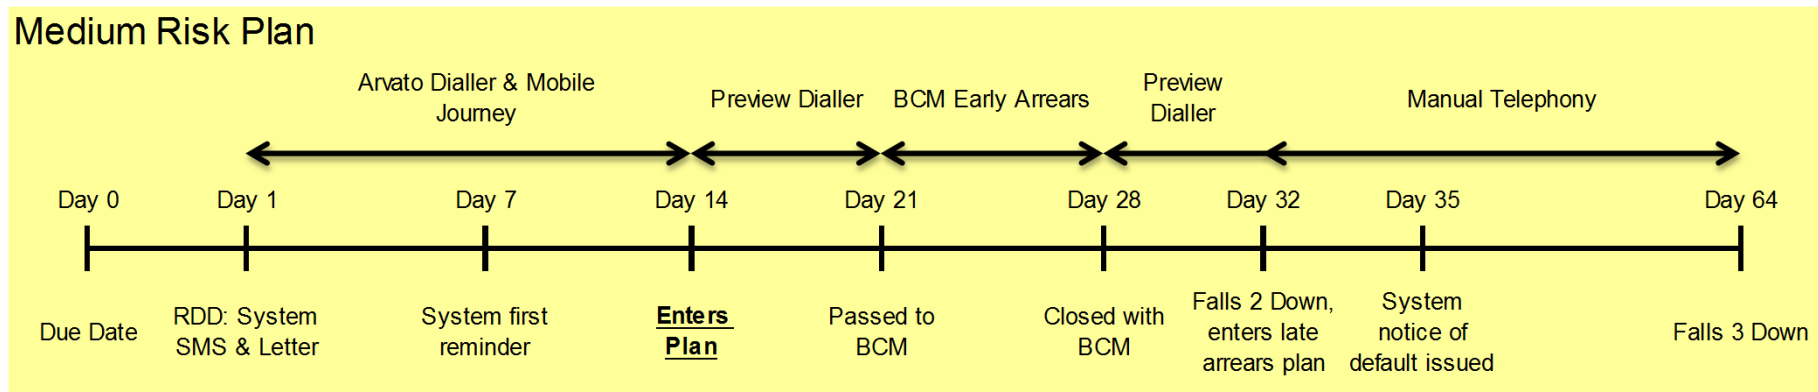 Medium Risk Plan
Arvato Dialler & Mobile
Journey
Preview Dialler
BCM Early Arrears
Preview
Dialler
Manual Telephony
Day 0
Day 1
Day 7
Day 14
Day 21
Day 28
Day 32
Day 35
Day 64
Due Date
RDD: System
SMS & Letter
System first
reminder
Enters
Plan
Passed to
BCM
Closed with
BCM
Falls 2 Down,
enters late
arrears plan
System
notice of
default issued
Falls 3 Down